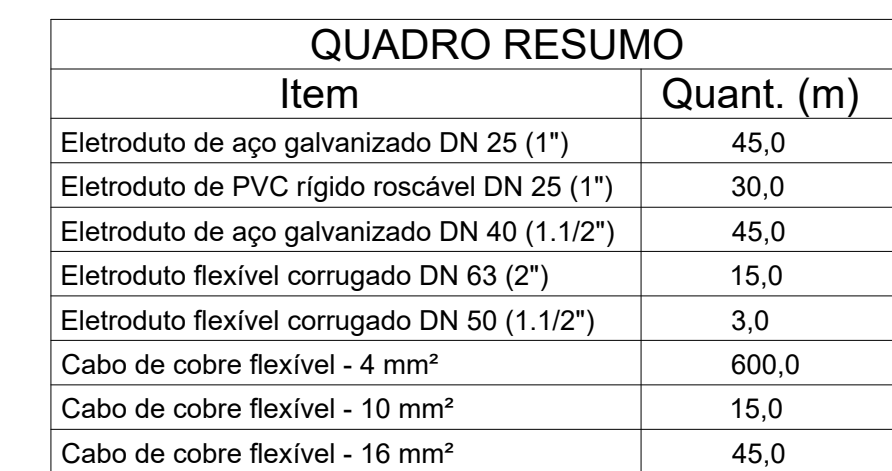 QUADRO RESUMO
Item Quant. (m)
Eletroduto de aço galvanizado DN 25 (1") 45,0
Eletroduto de PVC rígido roscável DN 25 (1") 30,0
Eletroduto de aço galvanizado DN 40 (1.1/2") 45,0
Eletroduto flexível corrugado DN 63 (2") 15,0
Eletroduto flexível corrugado DN 50 (1.1/2") 3,0
Cabo de cobre flexível - 4 mm² 600,0
Cabo de cobre flexível - 10 mm² 15,0
Cabo de cobre flexível - 16 mm² 45,0